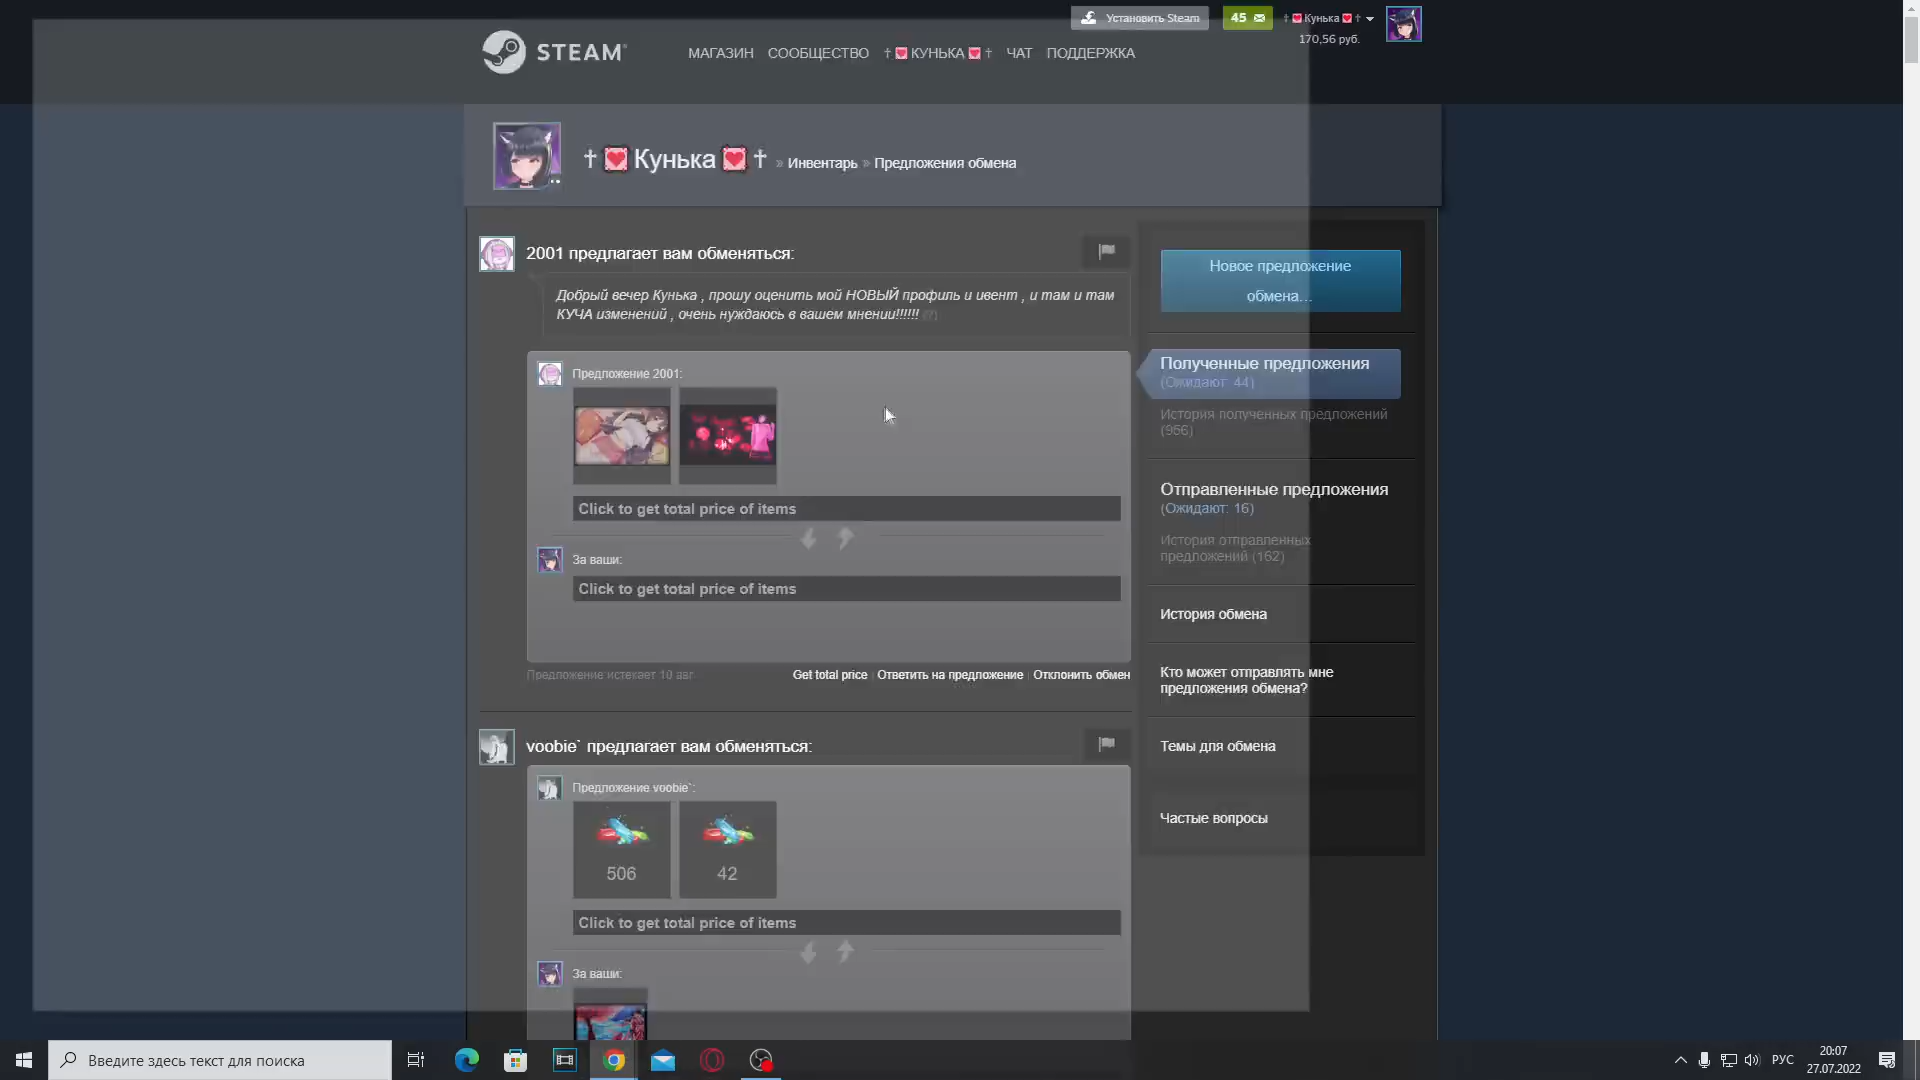 Установить Steam
45
† Кунька †
170,56 руб.
STEAM
МАГАЗИН СООБЩЕСТВО † КУНЬКА † ЧАТ ПОДДЕРЖКА
† Кунька † » Инвентарь » Предложения обмена
2001 предлагает вам обменяться:
Добрый вечер Кунька , прошу оценить мой НОВЫЙ профиль и ивент , и там и там
КУЧА изменений , очень нуждаюсь в вашем мнении!!!!!! (?)
Предложение 2001:
Click to get total price of items
За ваши:
Click to get total price of items
Предложение истекает 10 авг
Get total price | Ответить на предложение | Отклонить обмен
voobie` предлагает вам обменяться:
Предложение voobie`:
506
42
Click to get total price of items
За ваши:
Новое предложение
обмена…
Полученные предложения
(Ожидают: 44)
История полученных предложений
(956)
Отправленные предложения
(Ожидают: 16)
История отправленных
предложений (162)
История обмена
Кто может отправлять мне
предложения обмена?
Темы для обмена
Частые вопросы
Введите здесь текст для поиска
РУС
20:07
27.07.2022